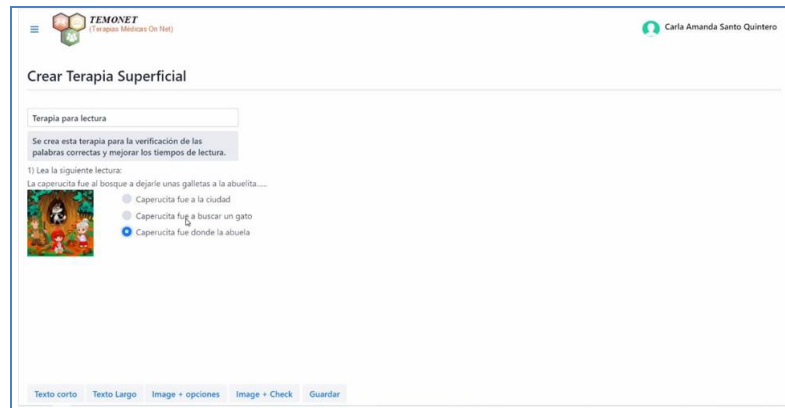 TEMONET
(Terapias Médicas On Net)
Carla Amanda Santo Quintero
Crear Terapia Superficial
Terapia para lectura
Se crea esta terapia para la verificación de las
palabras correctas y mejorar los tiempos de lectura.
1) Lea la siguiente lectura:
La caperucita fue al bosque a dejarle unas galletas a la abuelita.....
Caperucita fue a la ciudad
Caperucita fue a buscar un gato
Caperucita fue donde la abuela
Texto corto Texto Largo Image + opciones Image + Check Guardar